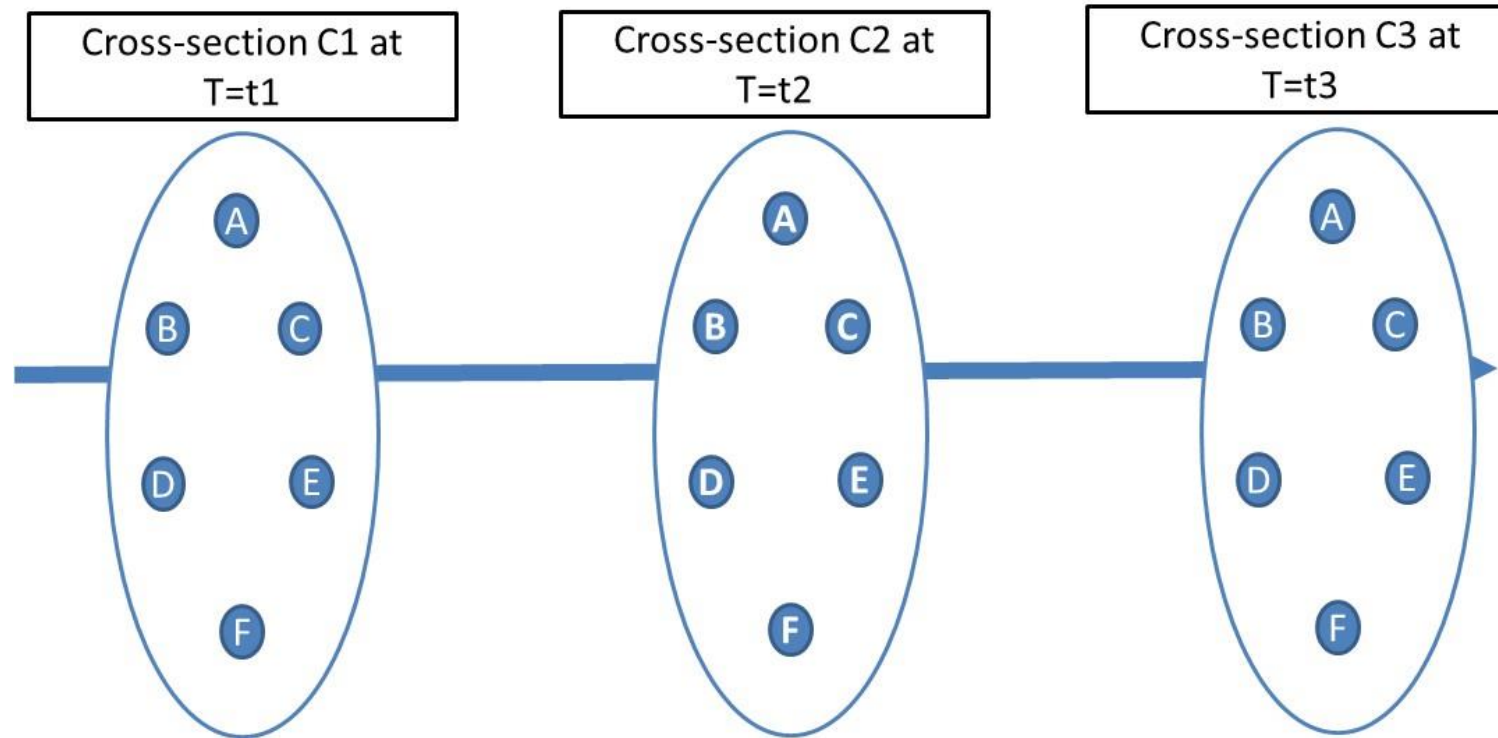 Cross-section C1 at
T=t1
Cross-section C2 at
T=t2
Cross-section C3 at
T=t3
A
B C
D E
F
A
B C
D E
F
A
B C
D E
F